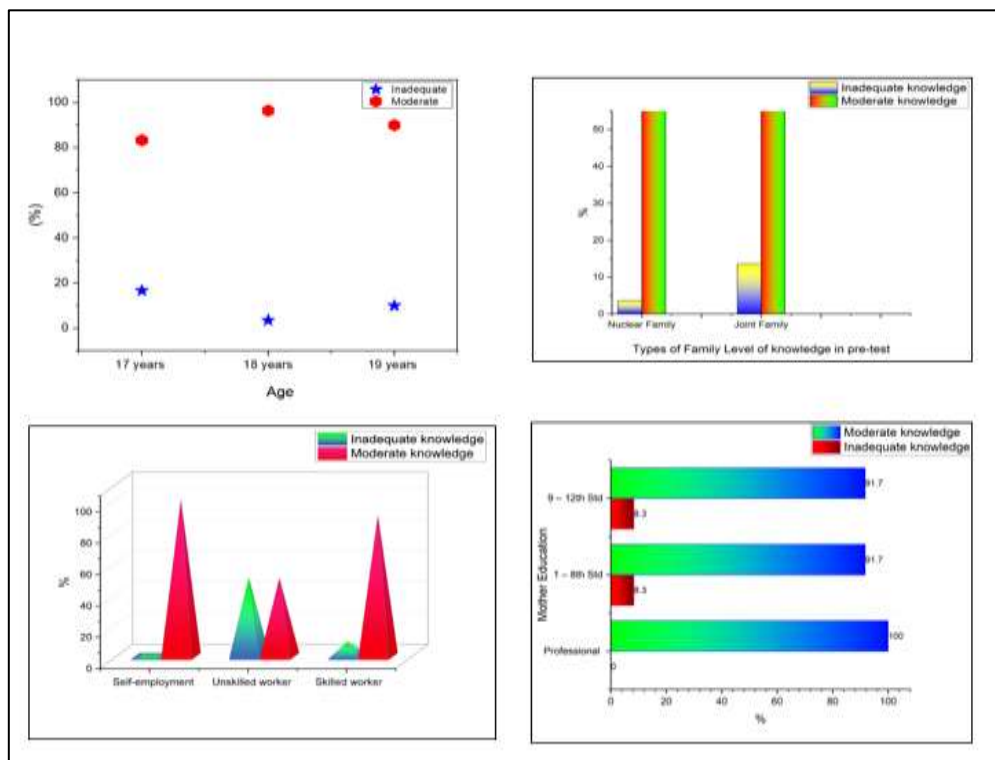 Inadequate
Moderate
100
80
60
40
20
0
(%)
17 years 18 years 19 years
Age
Inadequate knowledge
Moderate knowledge
50
40
30
20
10
0
%
Nuclear Family Joint Family
Types of Family Level of knowledge in pre-test
Inadequate knowledge
Moderate knowledge
100
80
60
40
20
0
%
Self-employment Unskilled worker Skilled worker
Moderate knowledge
Inadequate knowledge
Mother Education
9 – 12th Std
91.7
8.3
1 – 8th Std
91.7
8.3
Professional
100
0
0 20 40 60 80 100
%